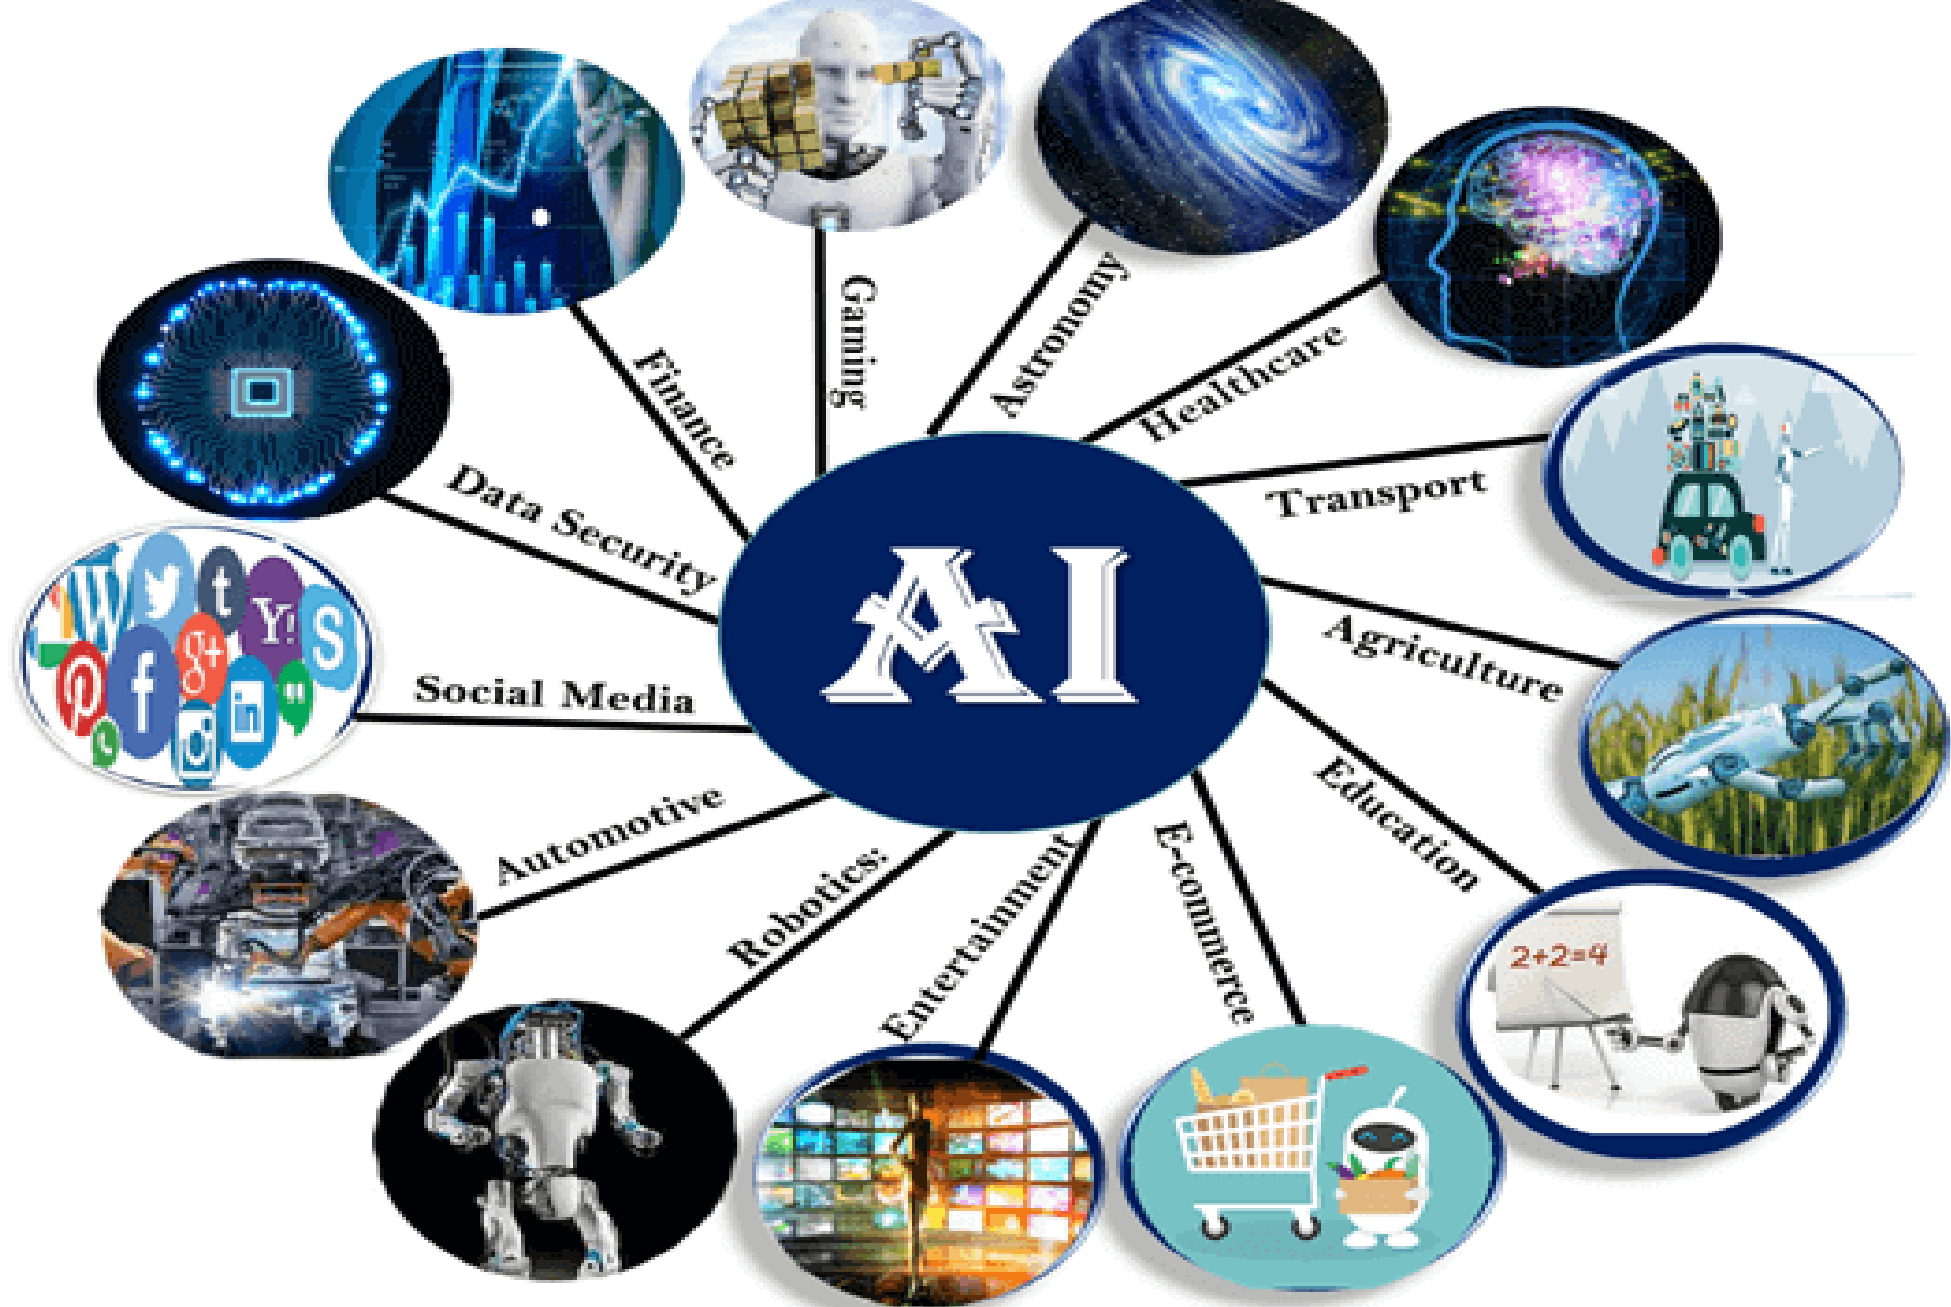 Gaming
Astronomy
Healthcare
Finance
Transport
Data Security
AI
Agriculture
Social Media
Education
Automotive
Robotics:
Entertainment
E-commerce
2+2=4
W
t
Y!
S
f
g+
in